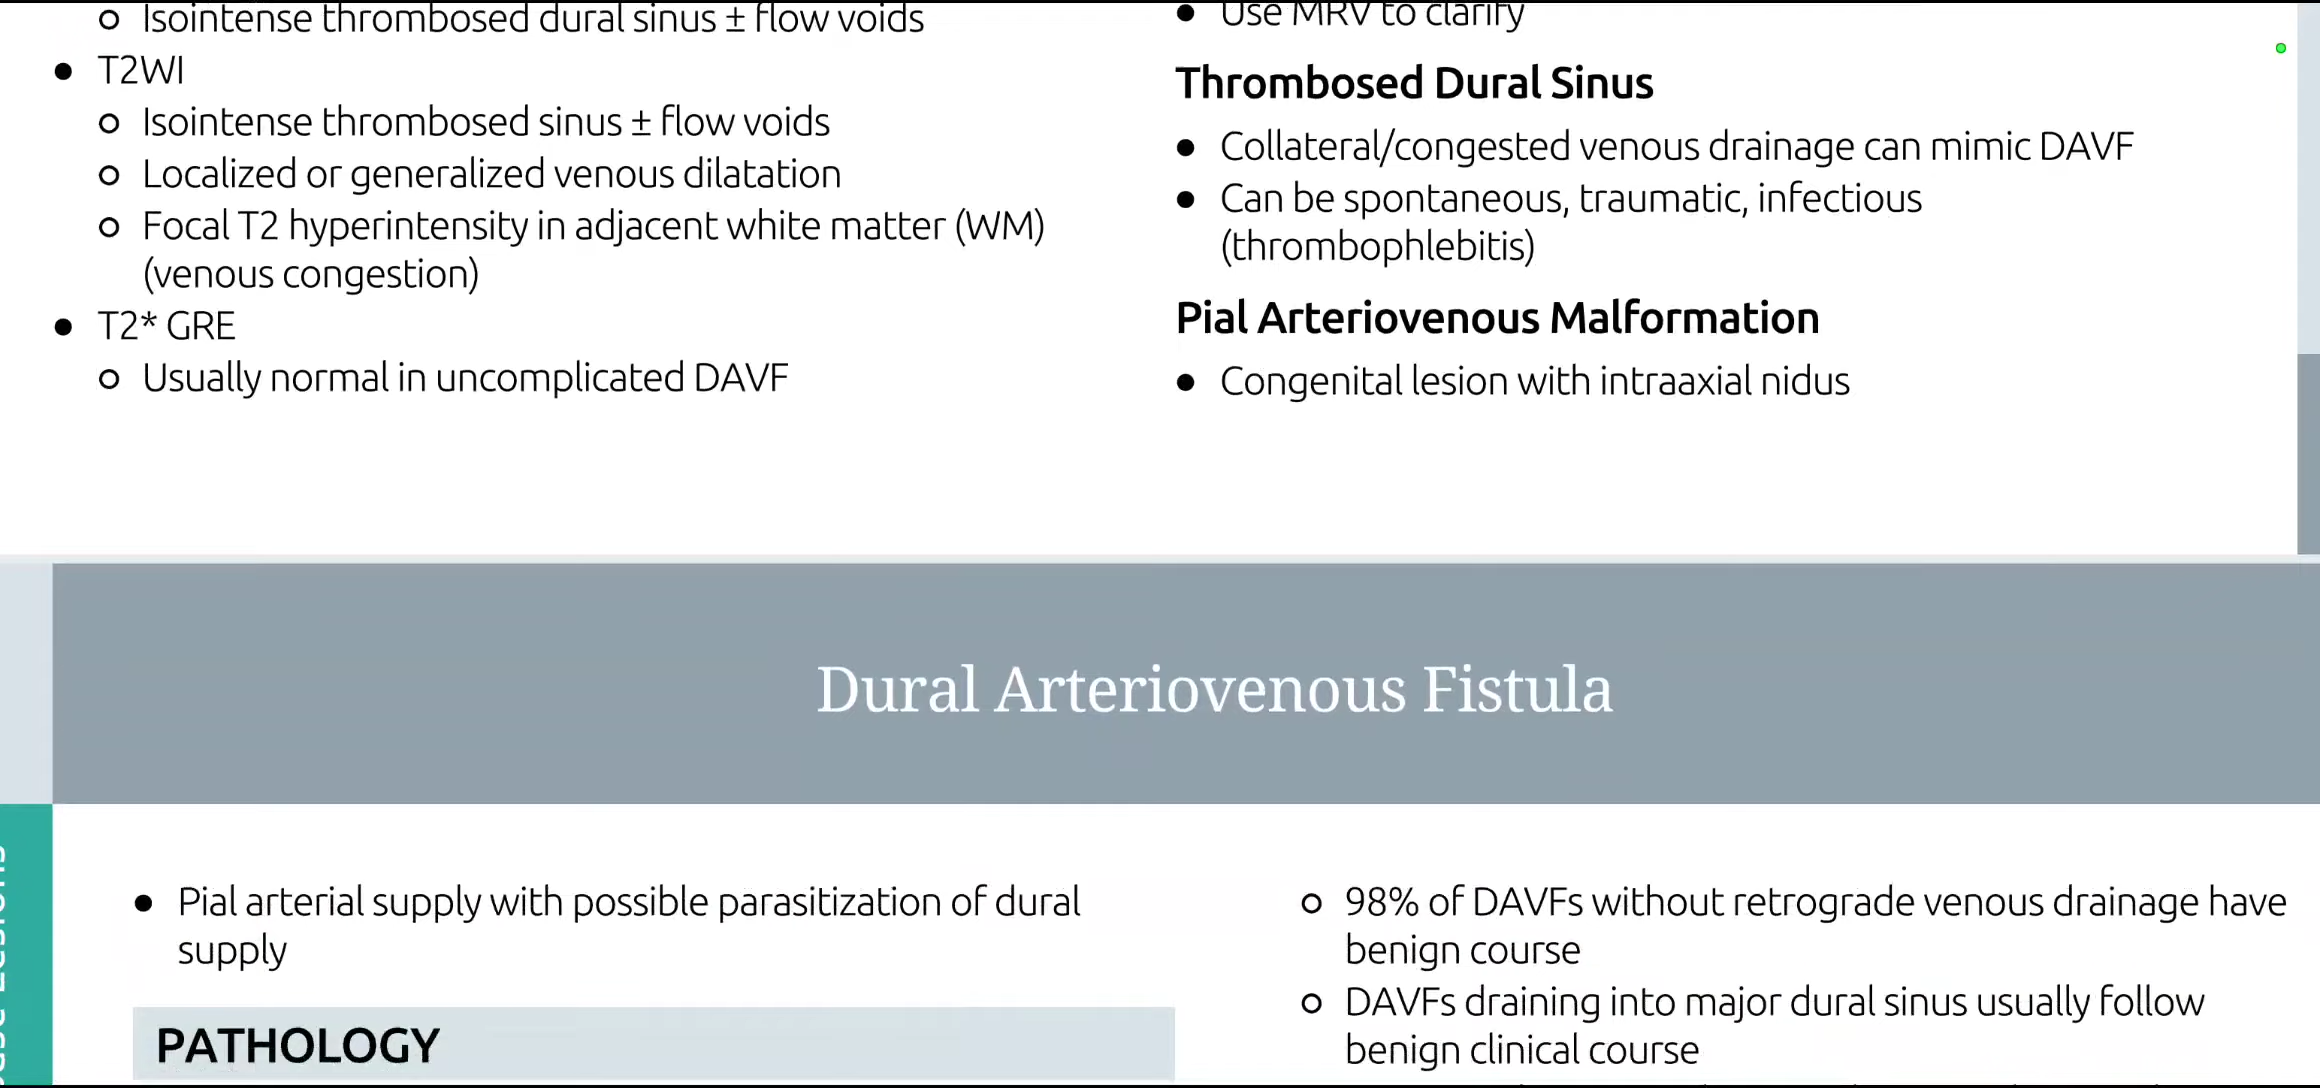 ○ Isointense thrombosed dural sinus ± flow voids
● T2WI
○ Isointense thrombosed sinus ± flow voids
○ Localized or generalized venous dilatation
○ Focal T2 hyperintensity in adjacent white matter (WM)
(venous congestion)
● T2* GRE
○ Usually normal in uncomplicated DAVF
● Use MRV to clarify
Thrombosed Dural Sinus
● Collateral/congested venous drainage can mimic DAVF
● Can be spontaneous, traumatic, infectious
(thrombophlebitis)
Pial Arteriovenous Malformation
● Congenital lesion with intraaxial nidus
Dural Arteriovenous Fistula
● Pial arterial supply with possible parasitization of dural
supply
PATHOLOGY
○ 98% of DAVFs without retrograde venous drainage have
benign course
○ DAVFs draining into major dural sinus usually follow
benign clinical course